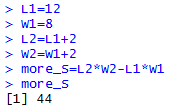 > L1=12
> W1=8
> L2=L1+2
> W2=W1+2
> more_S=L2*W2-L1*W1
> more_S
[1] 44